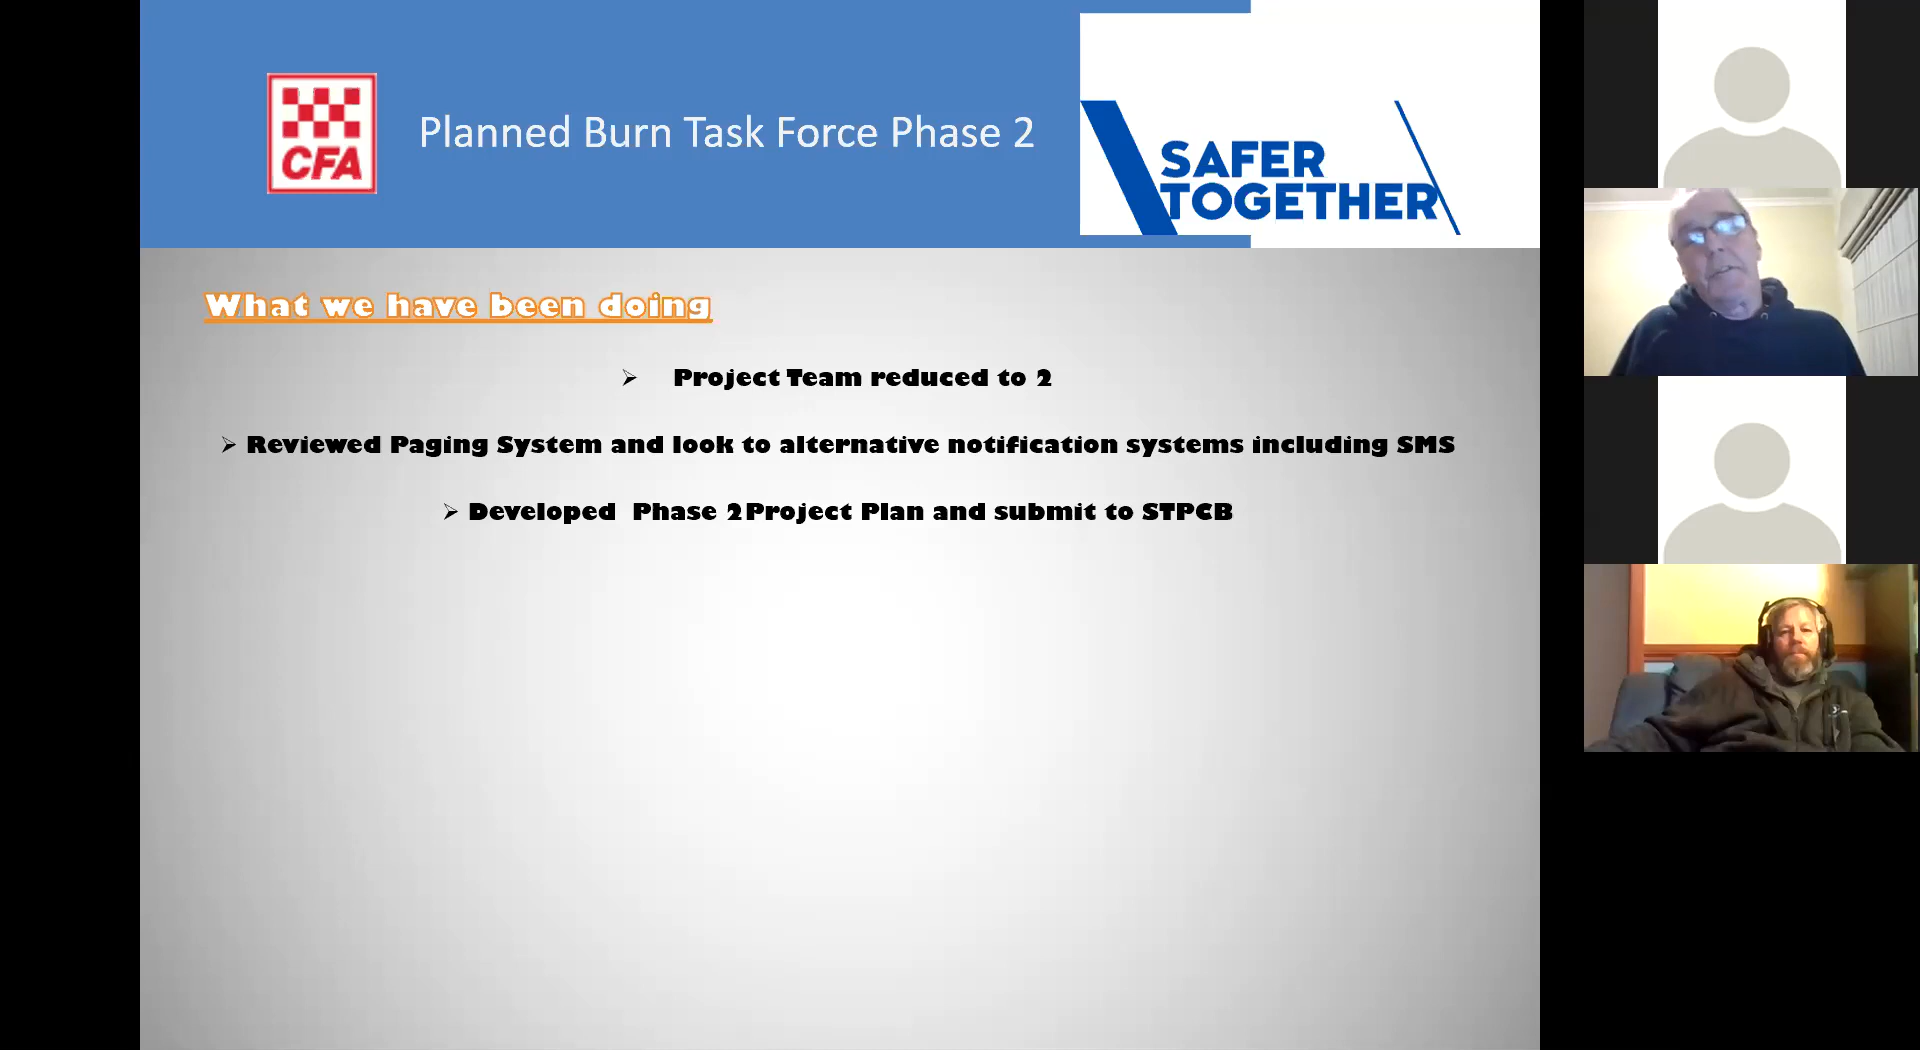 CFA
Planned Burn Task Force Phase 2
SAFER
TOGETHER
What we have been doing
➢ Project Team reduced to 2
➢ Reviewed Paging System and look to alternative notification systems including SMS
➢ Developed  Phase 2Project Plan and submit to STPCB